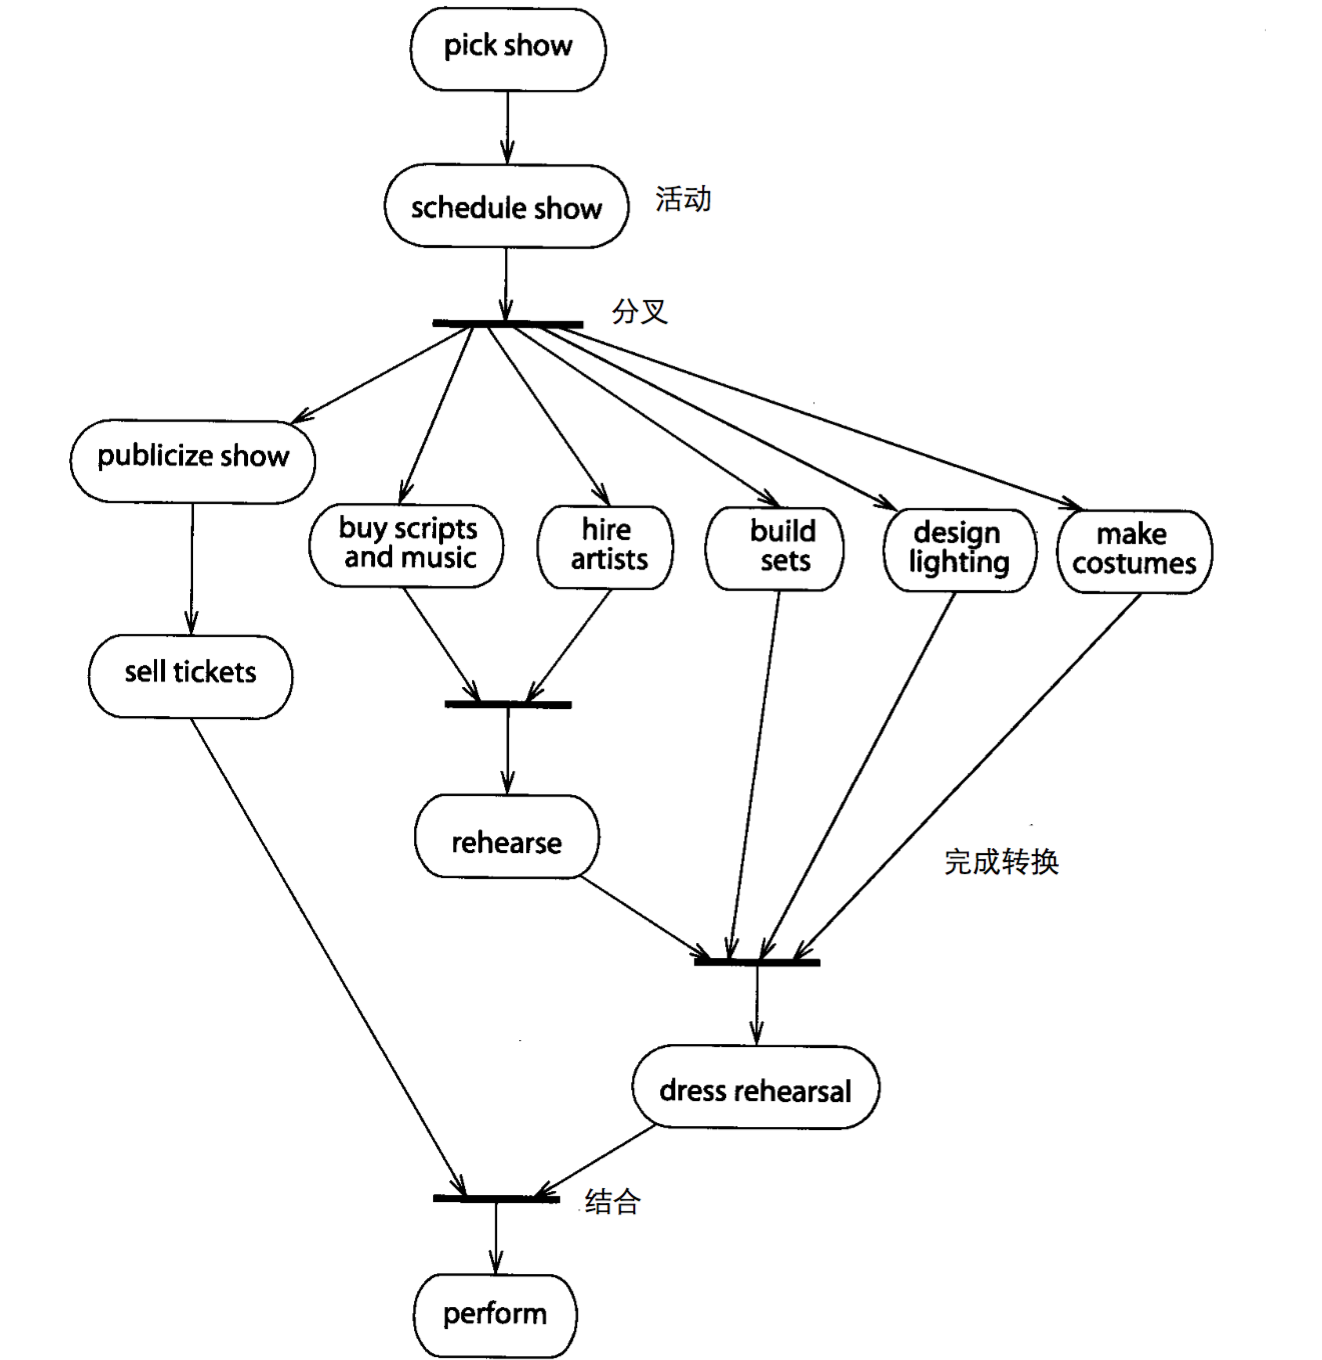 pick show
schedule show
活动
分叉
publicize show
buy scripts
and music
hire
artists
build
sets
design
lighting
make
costumes
sell tickets
rehearse
完成转换
dress rehearsal
结合
perform